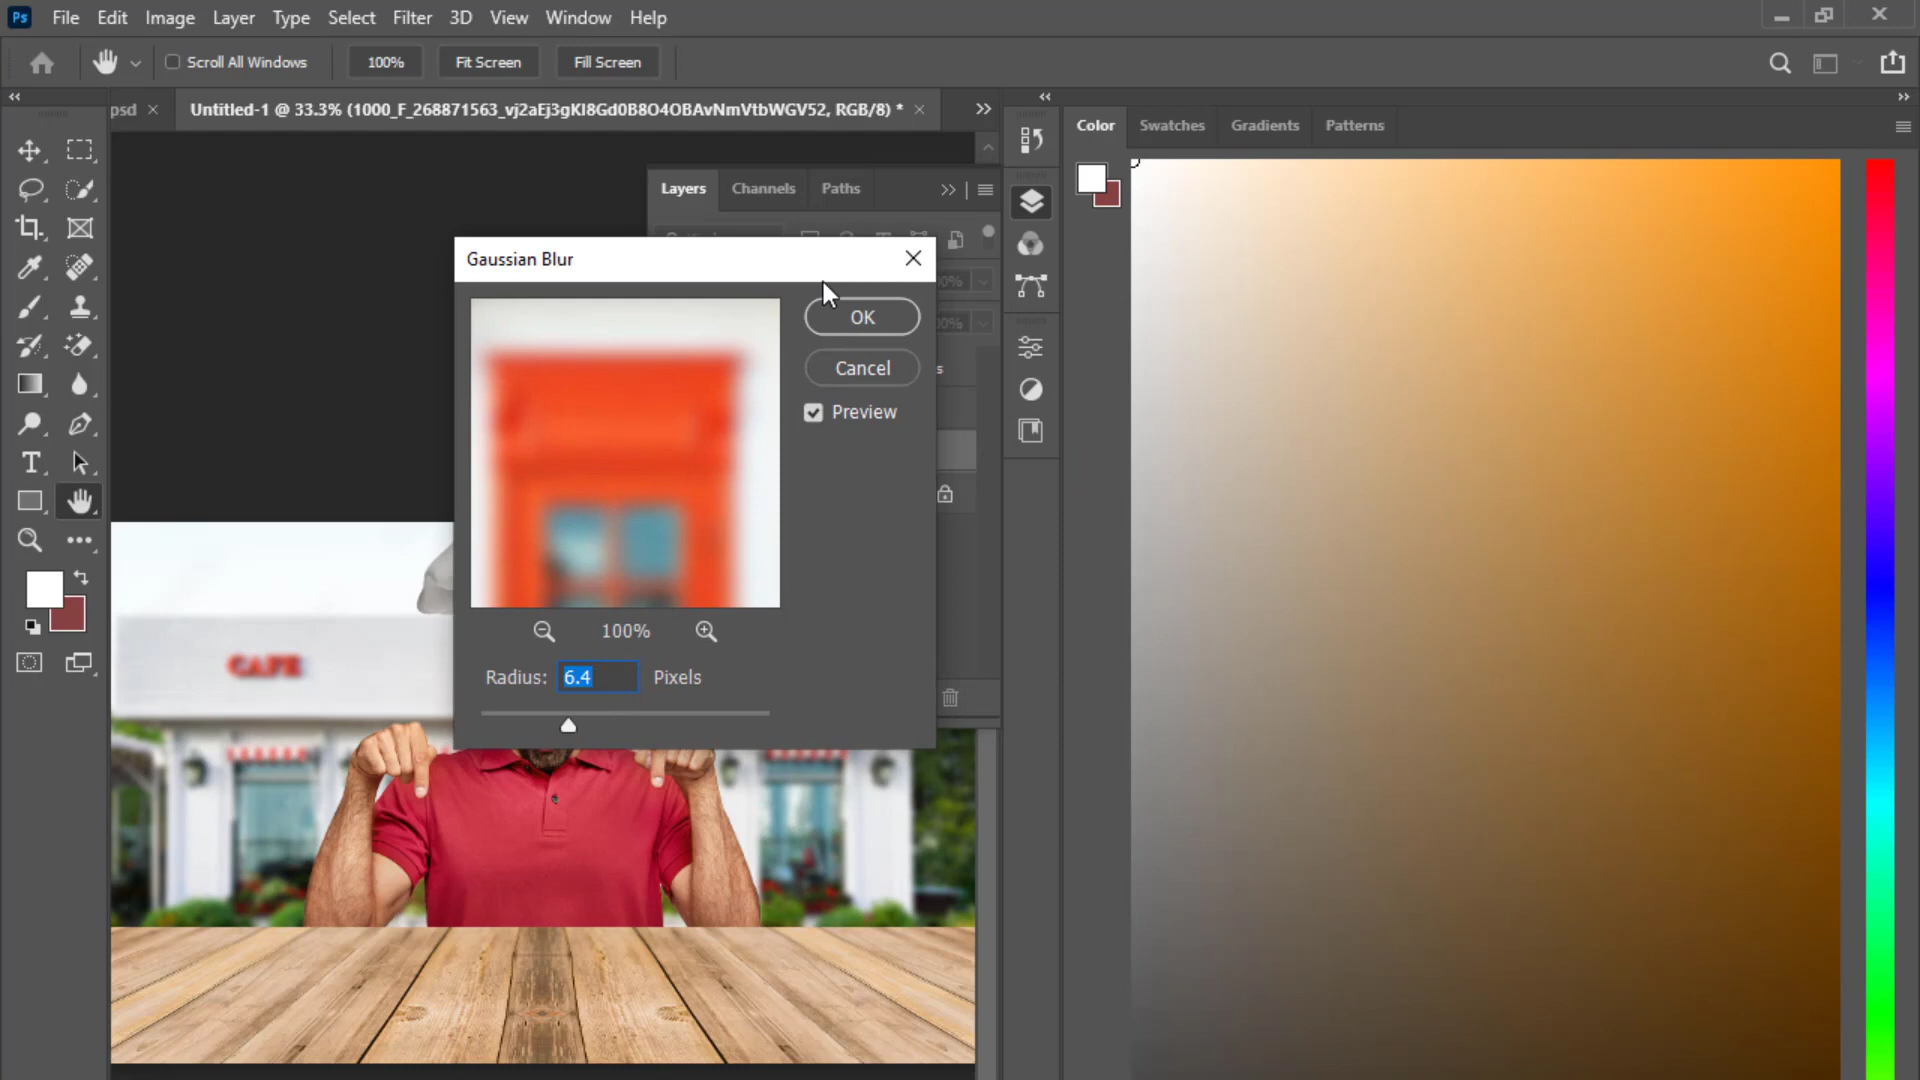 Ps File Edit Image Layer Type Select Filter 3D View Window Help
Scroll All Windows 100% Fit Screen Fill Screen
psd × Untitled-1 @ 33.3% (1000_F_268871563_vj2aEj3gKI8Gd0B8O4OBAvNmVtbWGV52, RGB/8) * ×
Color Swatches Gradients Patterns
Layers Channels Paths
Gaussian Blur
OK
Cancel
Preview
100%
Radius: 6.4 Pixels
CAFE